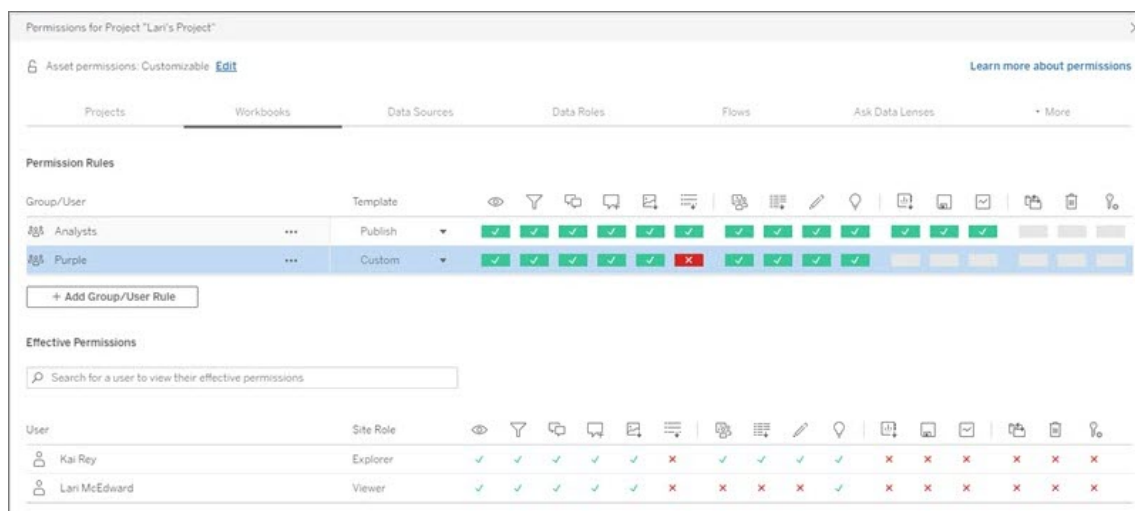 Permissions for Project "Lari's Project"
Asset permissions: Customizable Edit
Learn more about permissions
Projects Workbooks Data Sources Data Roles Flows Ask Data Lenses More
Permission Rules
Group/User Template
Analysts Publish
Purple Custom
+ Add Group/User Rule
Effective Permissions
Search for a user to view their effective permissions
User Site Role
Kai Rey Explorer
Lari McEdward Viewer